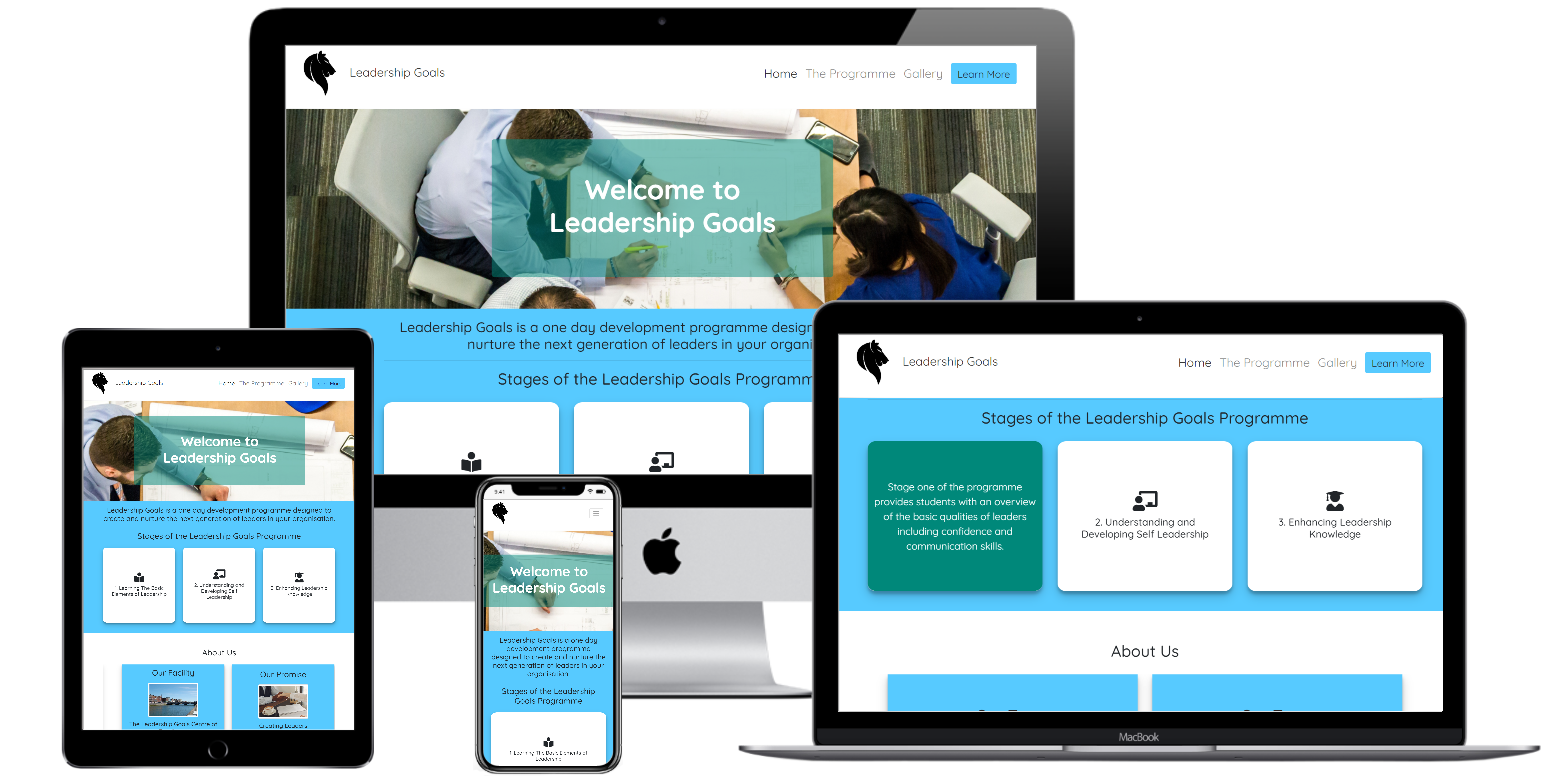 Leadership Goals
Home The Programme Gallery Learn More
Welcome to
Leadership Goals
Leadership Goals is a one day development programme design
nurture the next generation of leaders in your organi
Stages of the Leadership Goals Programm
Leadership Goals
Home The Programme Gallery More
Welcome to
Leadership Goals
Leadership Goals is a one day development programme designed to
create and nurture the next generation of leaders in your organisation.
Stages of the Leadership Goals Programme
1. Learning The Basic
Elements of Leadership
2. Understanding and
Developing Self
Leadership
3. Enhancing Leadership
Knowledge
About Us
Our Facility
Our Promise
The Leadership Goals Centre of
Creating Leaders
9:41
Welcome to
Leadership Goals
Leadership Goals is a one day
development programme
designed to create and nurture the
next generation of leaders in your
organisation.
Stages of the Leadership
Goals Programme
1. Learning The Basic Elements of
Leadership
Leadership Goals
Home The Programme Gallery Learn More
Stages of the Leadership Goals Programme
Stage one of the programme
provides students with an overview
of the basic qualities of leaders
including confidence and
communication skills.
2. Understanding and
Developing Self Leadership
3. Enhancing Leadership
Knowledge
About Us
MacBook